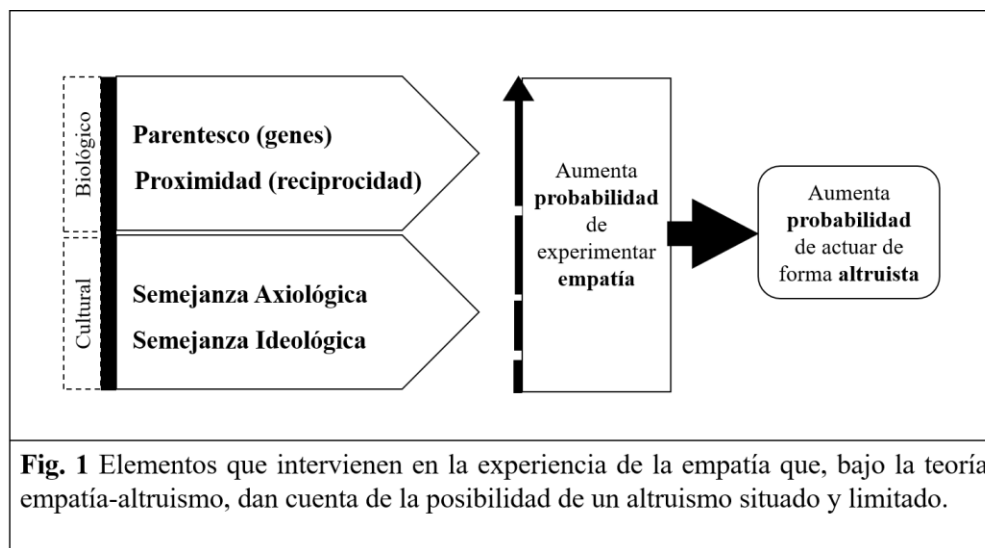 Biológico
Parentesco (genes)
Proximidad (reciprocidad)
Cultural
Semejanza Axiológica
Semejanza Ideológica
Aumenta
probabilidad
de
experimentar
empatía
Aumenta
probabilidad
de actuar de
forma altruista
Fig. 1 Elementos que intervienen en la experiencia de la empatía que, bajo la teoría
empatía-altruismo, dan cuenta de la posibilidad de un altruismo situado y limitado.